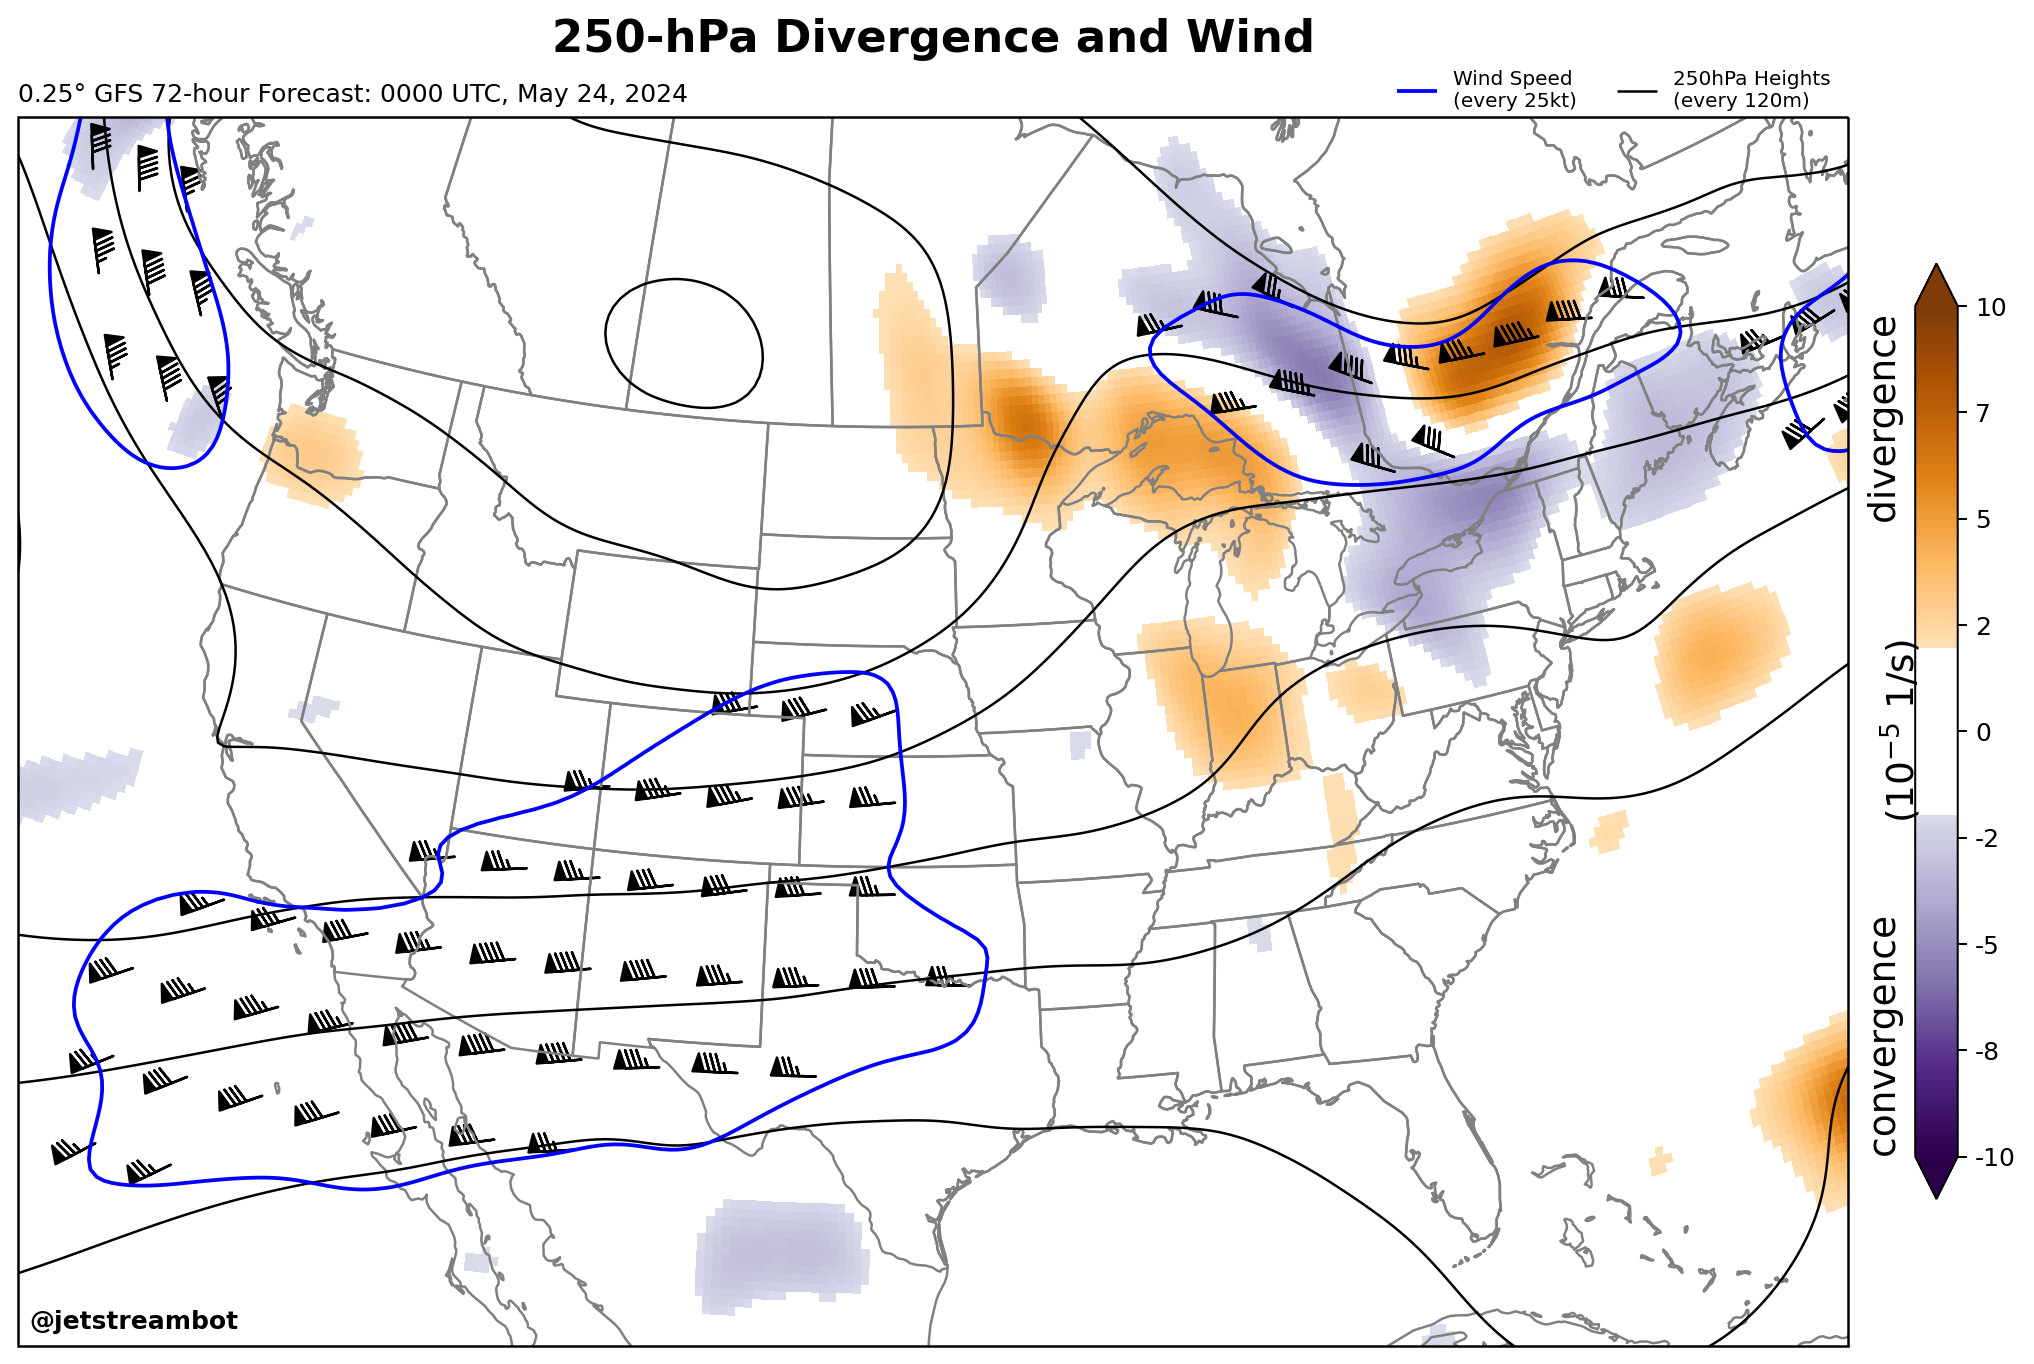 250-hPa Divergence and Wind
0.25° GFS 72-hour Forecast: 0000 UTC, May 24, 2024
Wind Speed
(every 25kt)
250hPa Heights
(every 120m)
10
7
5
2
0
-2
-5
-8
-10
divergence
(10⁻⁵ 1/s)
convergence
@jetstreambot